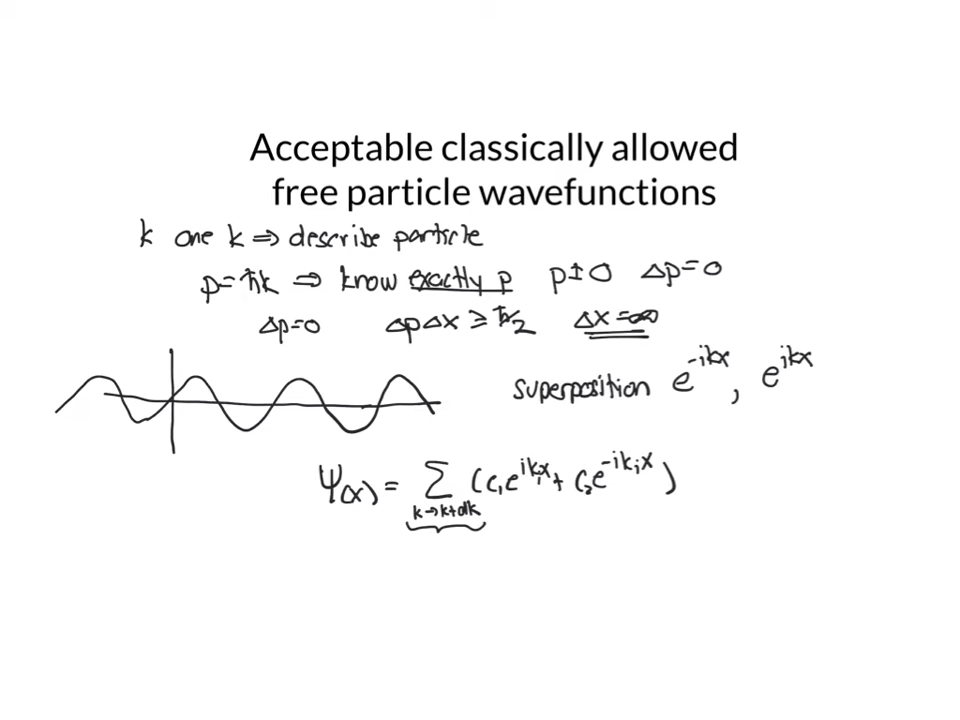 Acceptable classically allowed
free particle wavefunctions
k one k ⇒ describe particle
p=ħk ⇒ know exactly p p±0 Δp=0
Δp=0 ΔpΔx ≥ ħ/2 Δx=∞
superposition e^{-ikx}, e^{ikx}
Ψ(x) = Σ_{k→k+dk} (c₁e^{ikᵢx} + c₂e^{-ikᵢx})